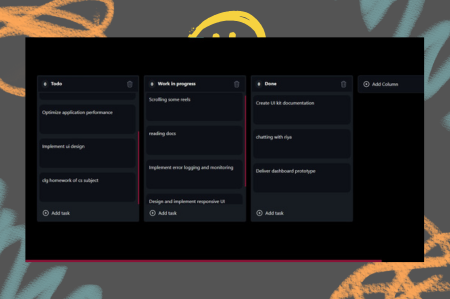 Todo
Optimize application performance
Implement ui design
clg homework of cs subject
Add task
Work in progress
Scrolling some reels
reading docs
Implement error logging and monitoring
Design and implement responsive UI
Add task
Done
Create UI kit documentation
chatting with riya
Deliver dashboard prototype
Add task
Add Column